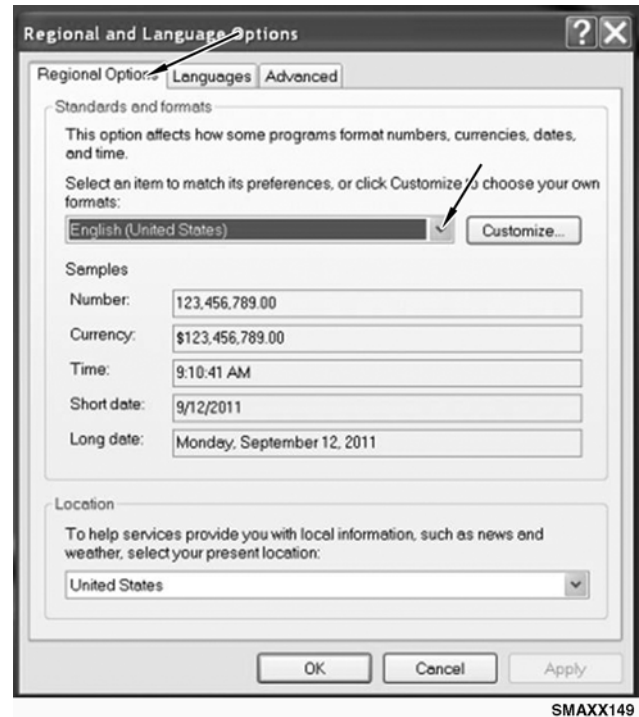 Regional and Language Options
Regional Options Languages Advanced
Standards and formats
This option affects how some programs format numbers, currencies, dates,
and time.
Select an item to match its preferences, or click Customize to choose your own
formats:
English (United States) Customize...
Samples
Number: 123,456,789.00
Currency: $123,456,789.00
Time: 9:10:41 AM
Short date: 9/12/2011
Long date: Monday, September 12, 2011
Location
To help services provide you with local information, such as news and
weather, select your present location:
United States
OK Cancel Apply
SMAXX149